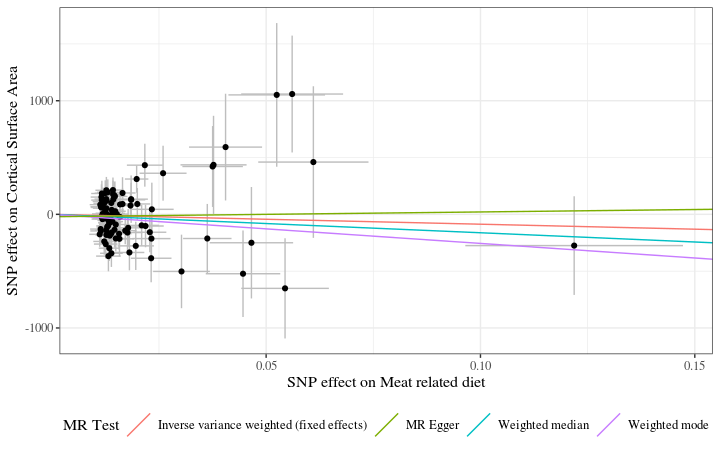 SNP effect on Cortical Surface Area
1000
0
-1000
0.05
0.10
0.15
SNP effect on Meat related diet
MR Test
Inverse variance weighted (fixed effects)
MR Egger
Weighted median
Weighted mode